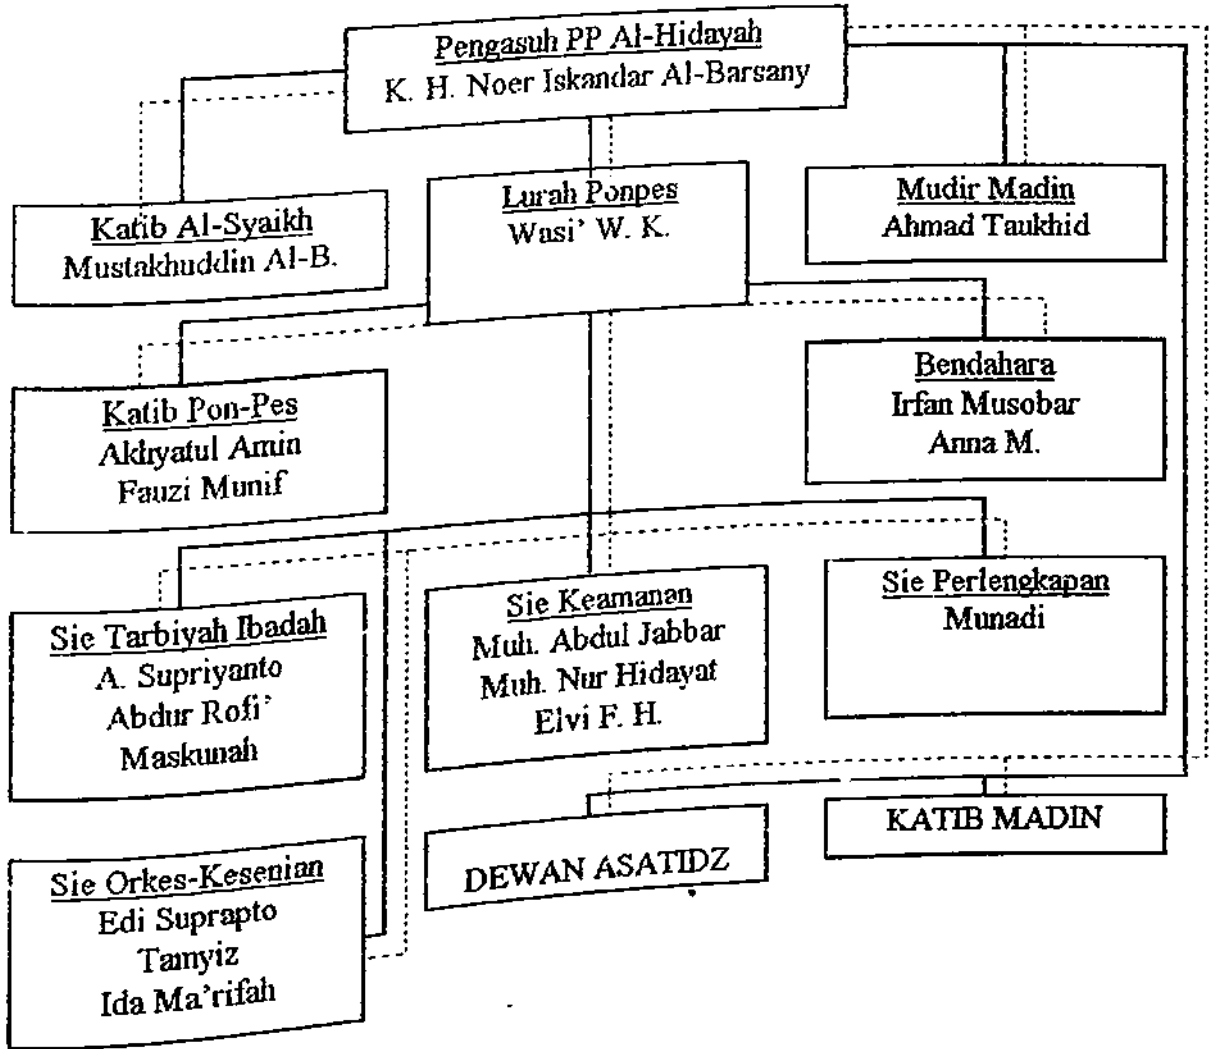 Pengasuh PP Al-Hidayah
K. H. Noer Iskandar Al-Barsany
Katib Al-Syaikh
Mustakhuddin Al-B.
Lurah Ponpes
Wasi' W. K.
Mudir Madin
Ahmad Taukhid
Katib Pon-Pes
Akhyatul Amin
Fauzi Munif
Bendahara
Irfan Musobar
Anna M.
Sie Tarbiyah Ibadah
A. Supriyanto
Abdur Rofi'
Maskunah
Sie Keamanan
Muh. Abdul Jabbar
Muh. Nur Hidayat
Elvi F. H.
Sie Perlengkapan
Munadi
Sie Orkes-Kesenian
Edi Suprapto
Tamyiz
Ida Ma'rifah
DEWAN ASATIDZ
KATIB MADIN